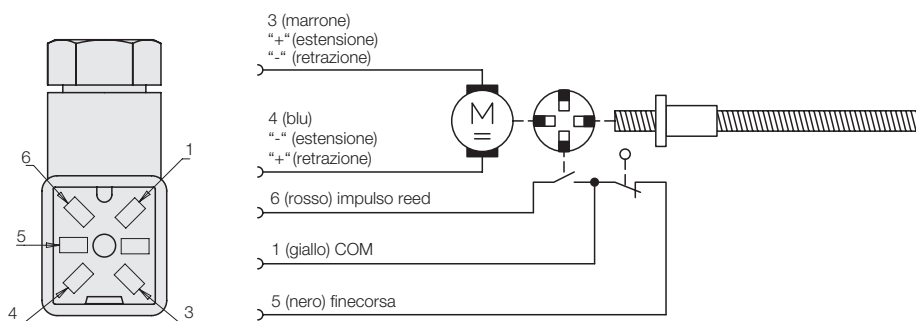 3 (marrone)
“+“ (estensione)
“-“ (retrazione)
4 (blu)
“-“ (estensione)
“+“ (retrazione)
6 (rosso) impulso reed
1 (giallo) COM
5 (nero) finecorsa
M
6
1
5
4
3